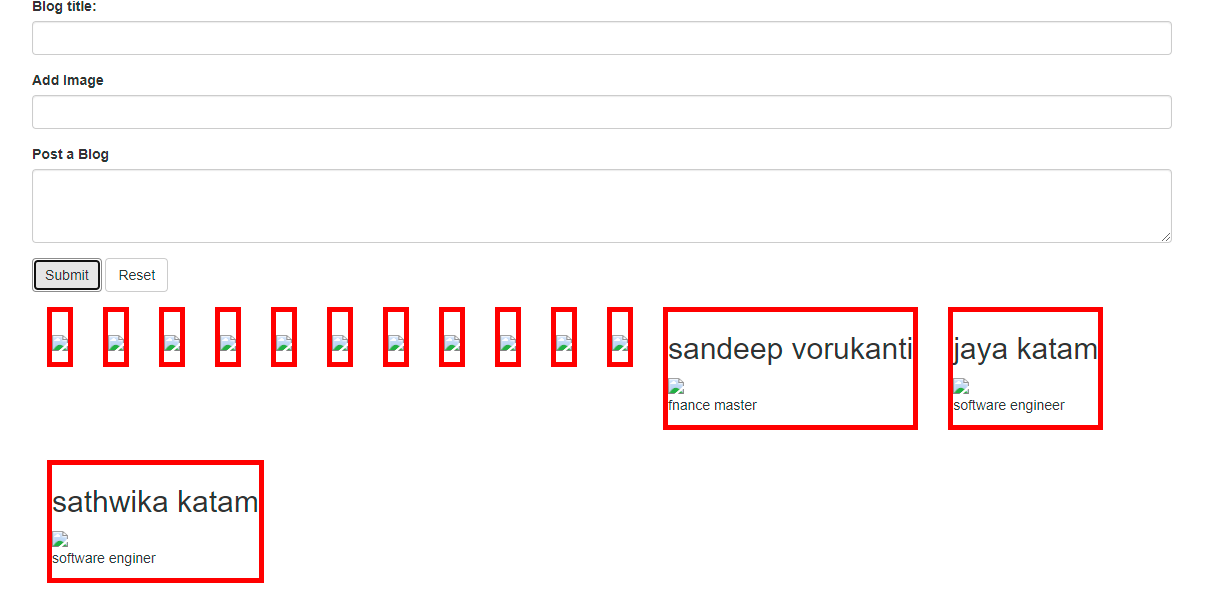 Blog title:
Add Image
Post a Blog
Submit Reset
sandeep vorukanti
fnance master
jaya katam
software engineer
sathwika katam
software enginer